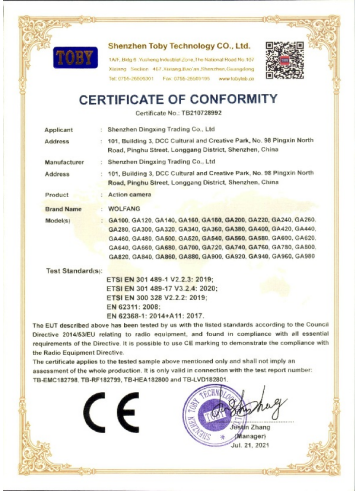 TOBY
Shenzhen Toby Technology CO., Ltd.
CERTIFICATE OF CONFORMITY
Certificate No.: TB210728992
Applicant : Shenzhen Dingxing Trading Co., Ltd
Address : 101, Building 3, DCC Cultural and Creative Park, No. 98 Pingxin North
Road, Pinghu Street, Longgang District, Shenzhen, China
Manufacturer : Shenzhen Dingxing Trading Co., Ltd
Address : 101, Building 3, DCC Cultural and Creative Park, No. 98 Pingxin North
Road, Pinghu Street, Longgang District, Shenzhen, China
Product : Action camera
Brand Name : WOLFANG
Model(s) : GA100, GA120, GA140, GA160, GA180, GA200, GA220, GA240, GA260,
GA280, GA300, GA320, GA340, GA360, GA380, GA400, GA420, GA440,
GA460, GA480, GA500, GA520, GA540, GA560, GA580, GA600, GA620,
GA640, GA660, GA680, GA700, GA720, GA740, GA760, GA780, GA800,
GA820, GA840, GA860, GA880, GA900, GA920, GA940, GA960, GA980
Test Standard(s):
ETSI EN 301 489-1 V2.2.3: 2019;
ETSI EN 301 489-17 V3.2.4: 2020;
ETSI EN 300 328 V2.2.2: 2019;
EN 62311: 2008;
EN 62368-1: 2014+A11: 2017.
The EUT described above has been tested by us with the listed standards according to the Council
Directive 2014/53/EU relating to radio equipment, and found in compliance with all essential
requirements of the Directive. It is possible to use CE marking to demonstrate the compliance with
the Radio Equipment Directive.
The certificate applies to the tested sample above mentioned only and shall not imply an
assessment of the whole production. It is only valid in connection with the test report number:
TB-EMC182798, TB-RF182799, TB-HEA182800 and TB-LVD182801.
CE
Justin Zhang
(Manager)
Jul. 21, 2021